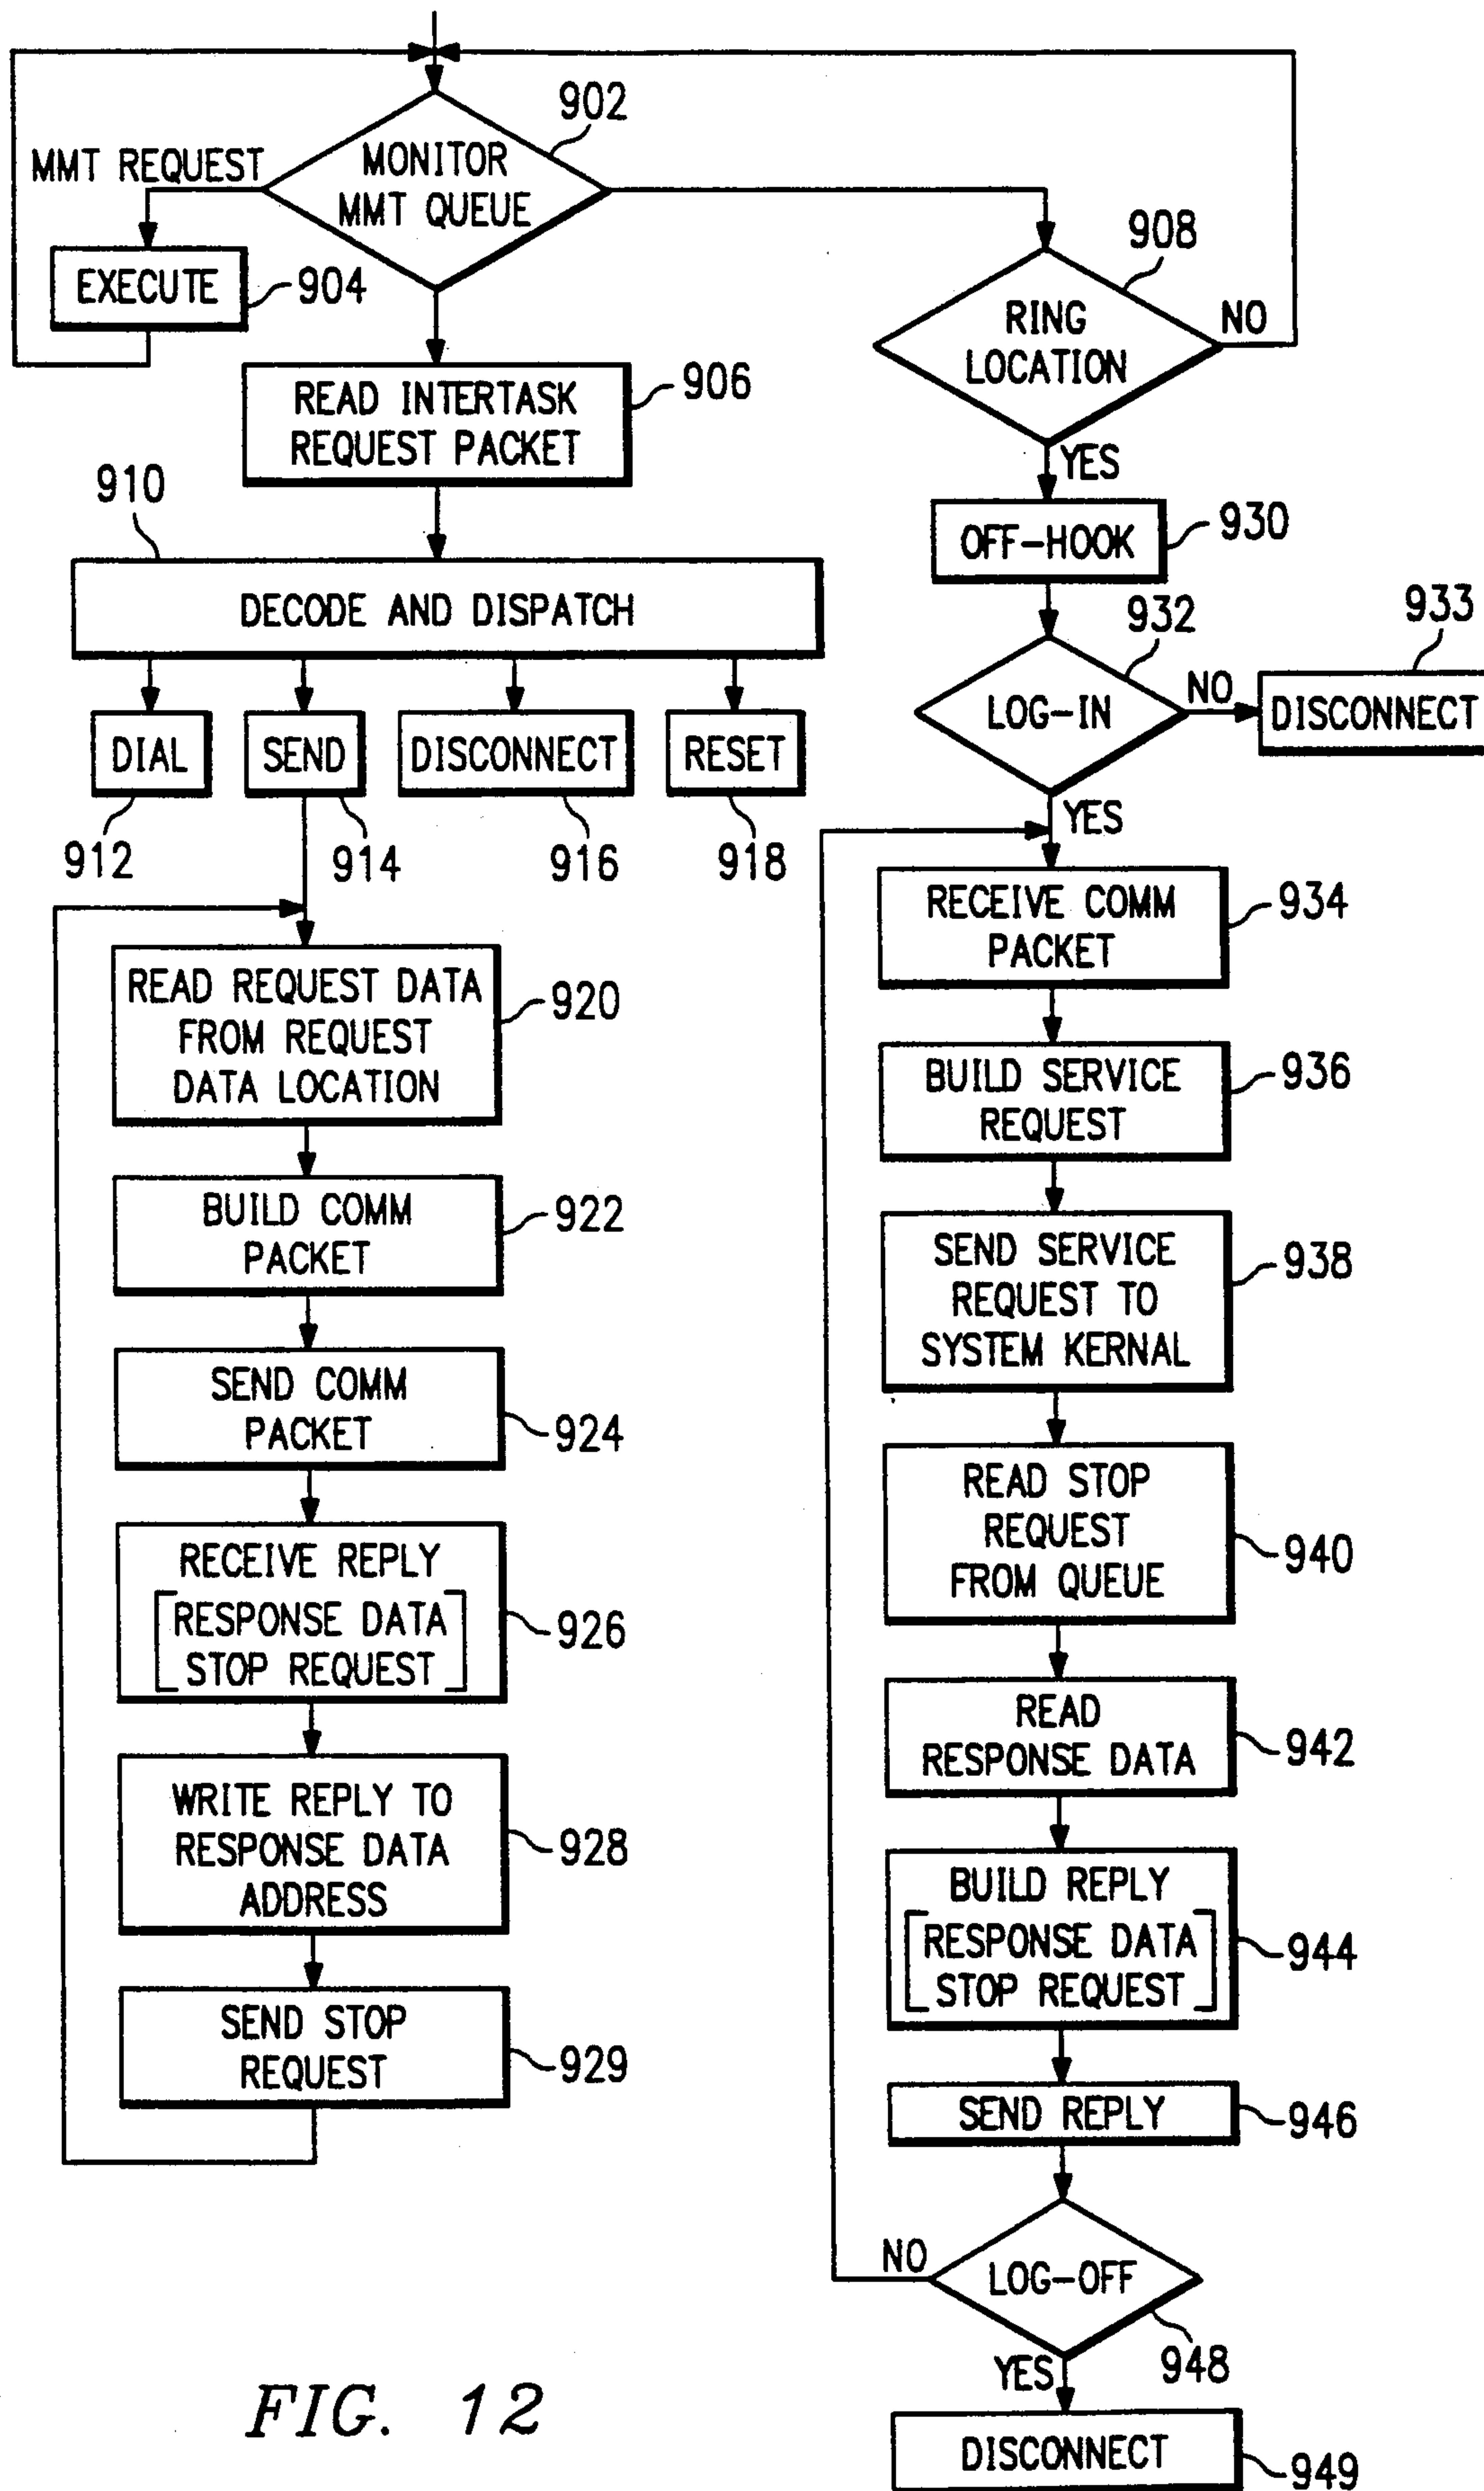 902
MMT REQUEST
MONITOR
MMT QUEUE
EXECUTE
904
908
RING
LOCATION
NO
YES
READ INTERTASK
REQUEST PACKET
906
910
DECODE AND DISPATCH
DIAL
912
SEND
914
DISCONNECT
916
RESET
918
READ REQUEST DATA
FROM REQUEST
DATA LOCATION
920
BUILD COMM
PACKET
922
SEND COMM
PACKET
924
RECEIVE REPLY
[RESPONSE DATA
STOP REQUEST]
926
WRITE REPLY TO
RESPONSE DATA
ADDRESS
928
SEND STOP
REQUEST
929
OFF-HOOK
930
932
LOG-IN
NO
933
DISCONNECT
YES
RECEIVE COMM
PACKET
934
BUILD SERVICE
REQUEST
936
SEND SERVICE
REQUEST TO
SYSTEM KERNAL
938
READ STOP
REQUEST
FROM QUEUE
940
READ
RESPONSE DATA
942
BUILD REPLY
[RESPONSE DATA
STOP REQUEST]
944
SEND REPLY
946
NO
LOG-OFF
948
YES
DISCONNECT
949
FIG. 12